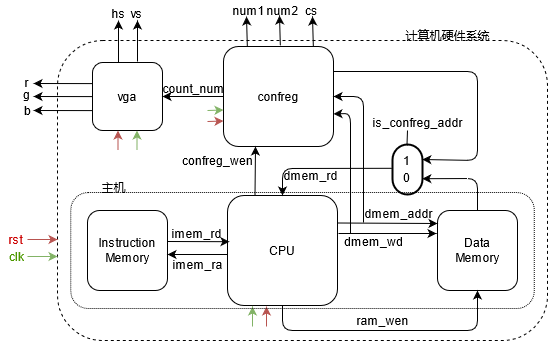 hs vs
num1 num2 cs
计算机硬件系统
r
g
b
vga
count_num
confreg
is_confreg_addr
confreg_wen
dmem_rd
1
0
主机
dmem_addr
imem_rd
Instruction
Memory
CPU
Data
Memory
rst
clk
dmem_wd
imem_ra
ram_wen